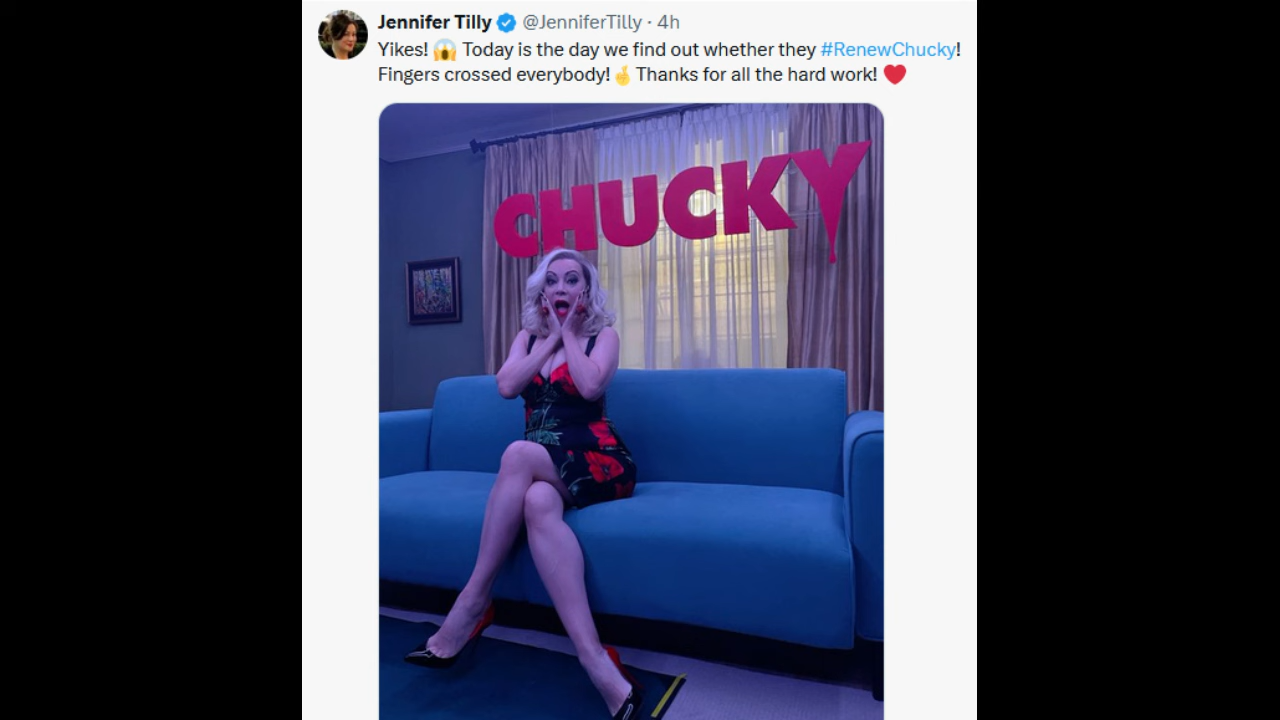 Jennifer Tilly @JenniferTilly · 4h
Yikes! 😱 Today is the day we find out whether they #RenewChucky!
Fingers crossed everybody!🤞Thanks for all the hard work! ❤️
CHUCKY